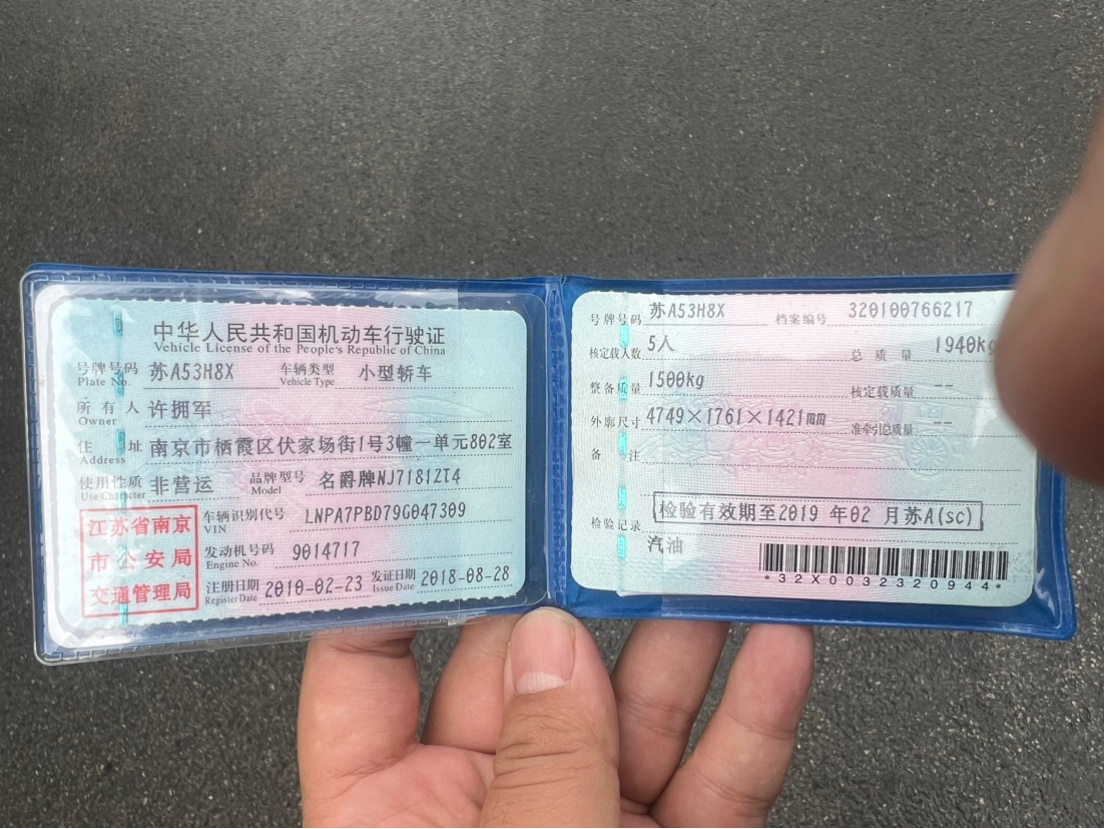 中华人民共和国机动车行驶证
Vehicle License of the People's Republic of China
号牌号码 苏A53H8X 车辆类型 小型轿车
Plate No. Vehicle Type
所有人 许拥军
Owner
住址 南京市栖霞区伏家场街1号3幢一单元802室
Address
使用性质 非营运 品牌型号 名爵牌NJ7181ZT4
Use Character Model
江苏省南京
市公安局
交通管理局
车辆识别代号 LNPA7PBD79G047309
VIN
发动机号码 9014717
Engine No.
注册日期 2010-02-23 发证日期 2018-08-28
Register Date Issue Date
号牌号码 苏A53H8X 档案编号 320100766217
核定载人数 5人 总质量 1940kg
整备质量 1500kg 核定载质量 --
外廓尺寸 4749×1761×1421mm 准牵引总质量 --
备注
检验记录 检验有效期至2019 年02 月苏A(sc)
汽油
*32X0032320944*